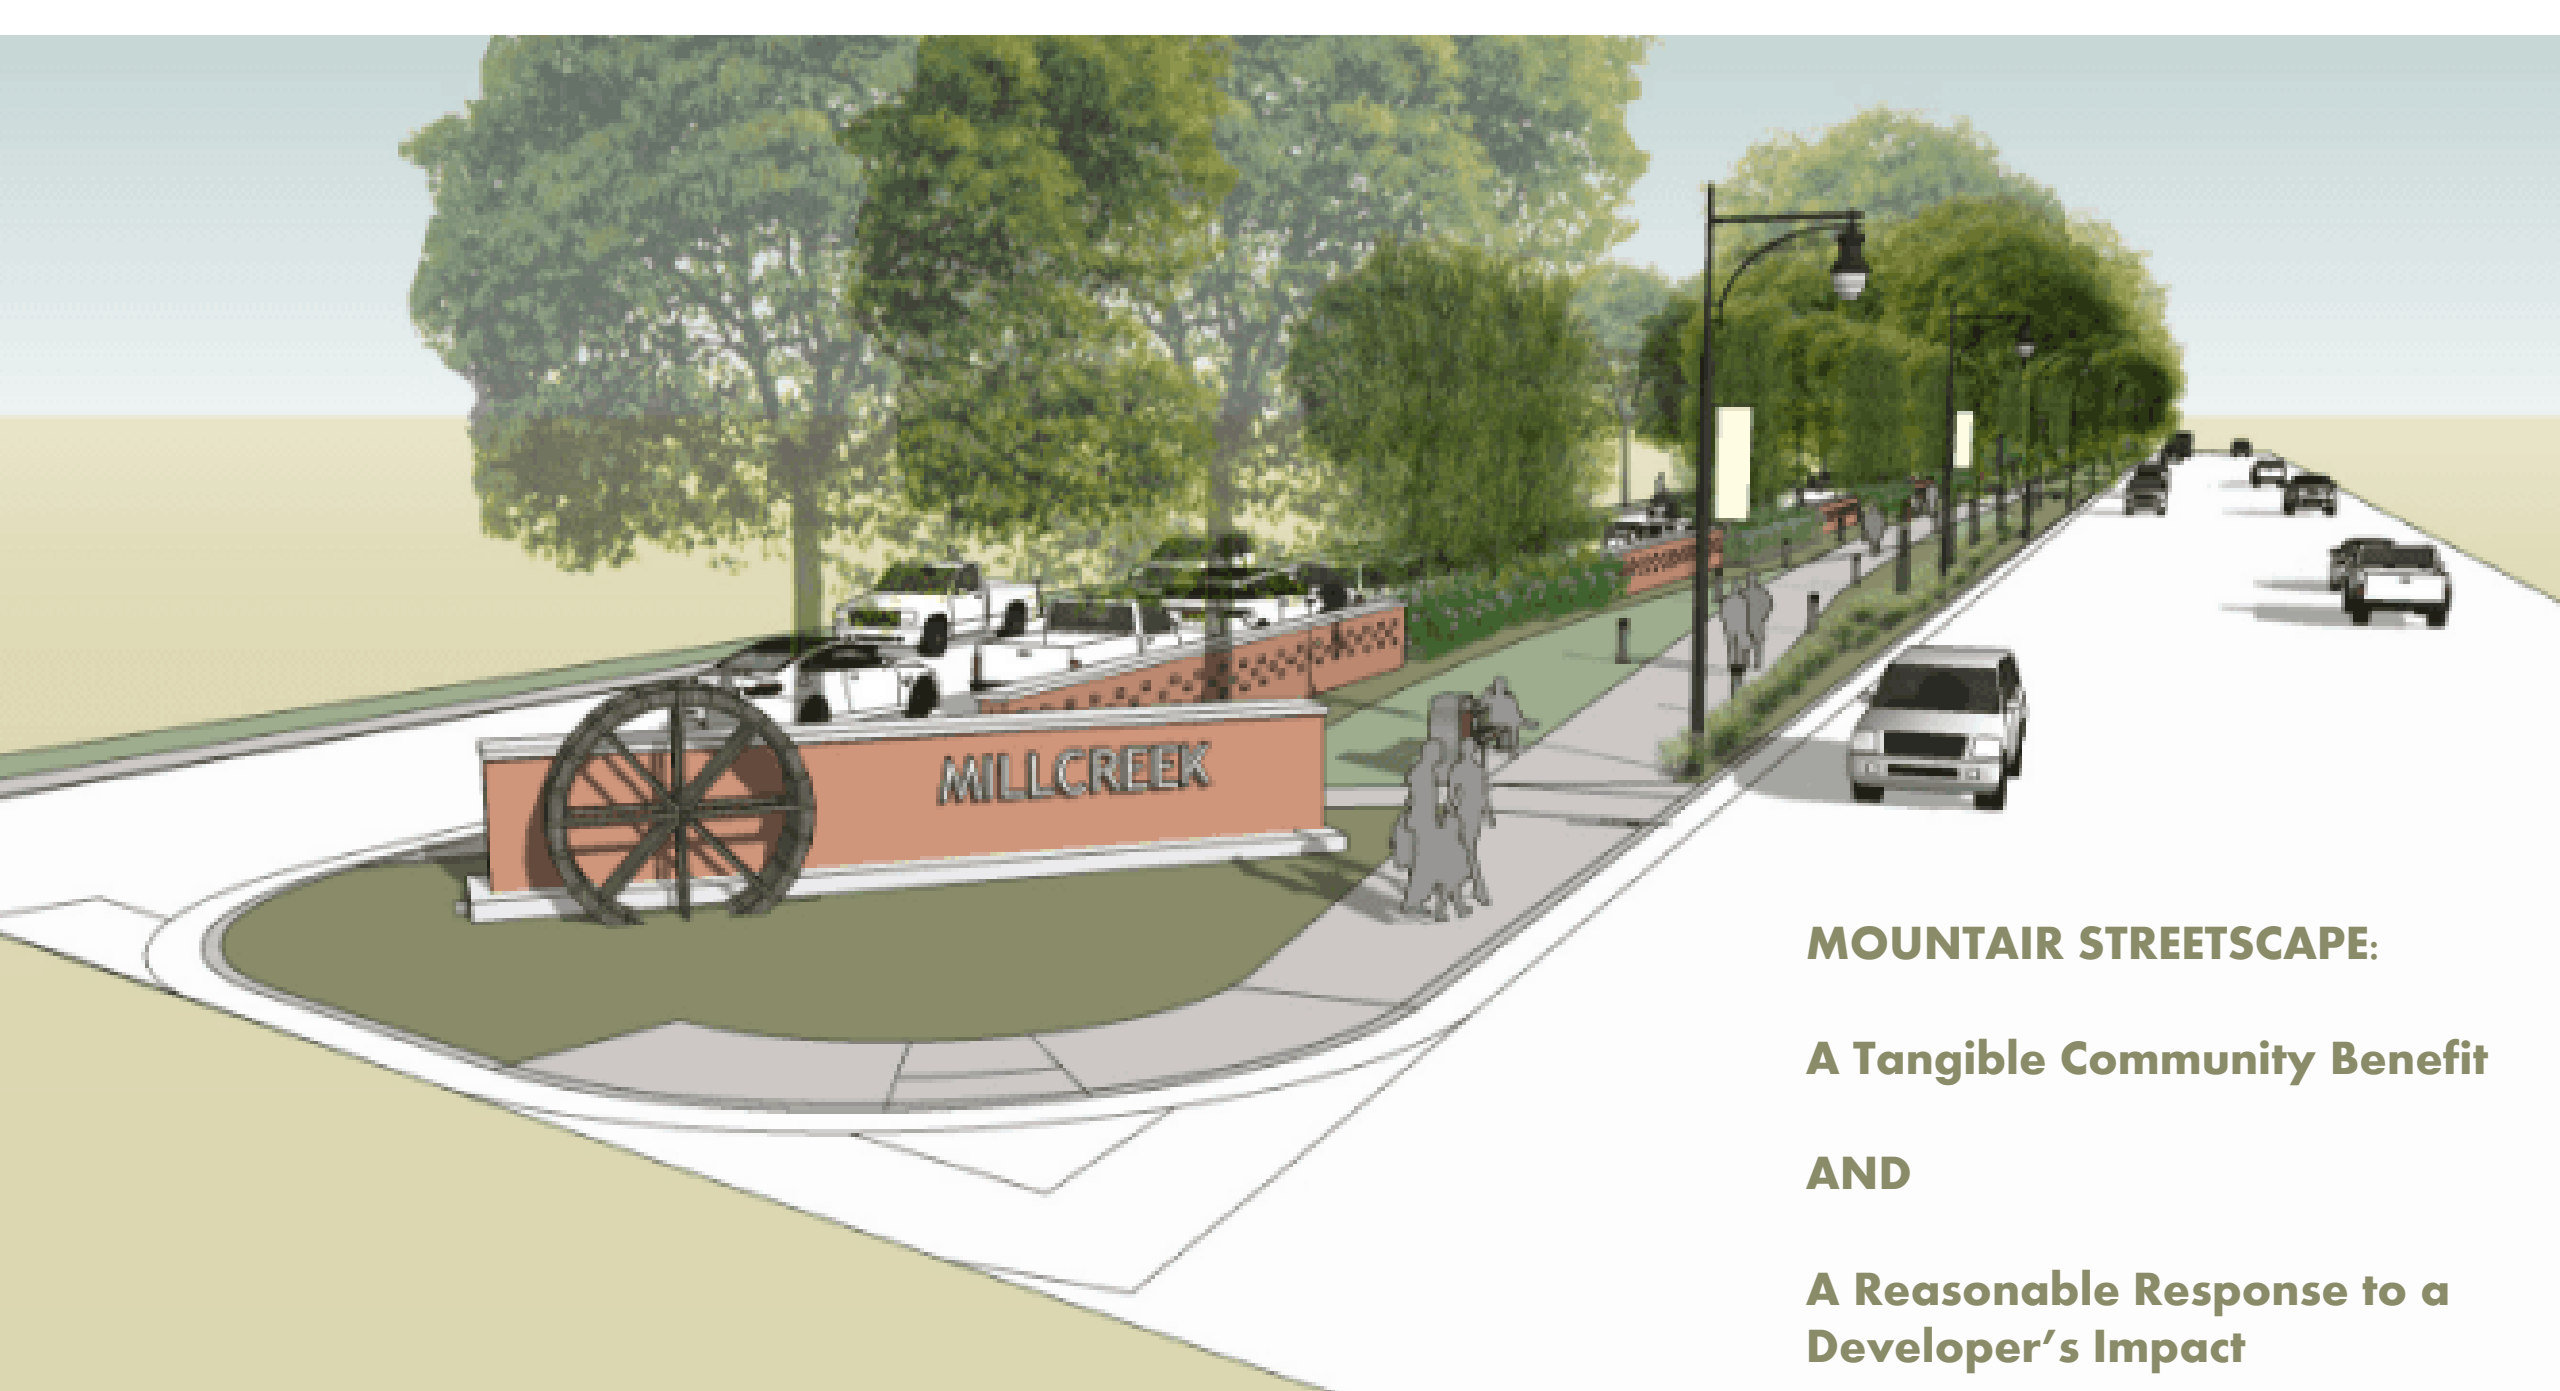 MILLCREEK
MOUNTAIR STREETSCAPE:
A Tangible Community Benefit
AND
A Reasonable Response to a
Developer’s Impact